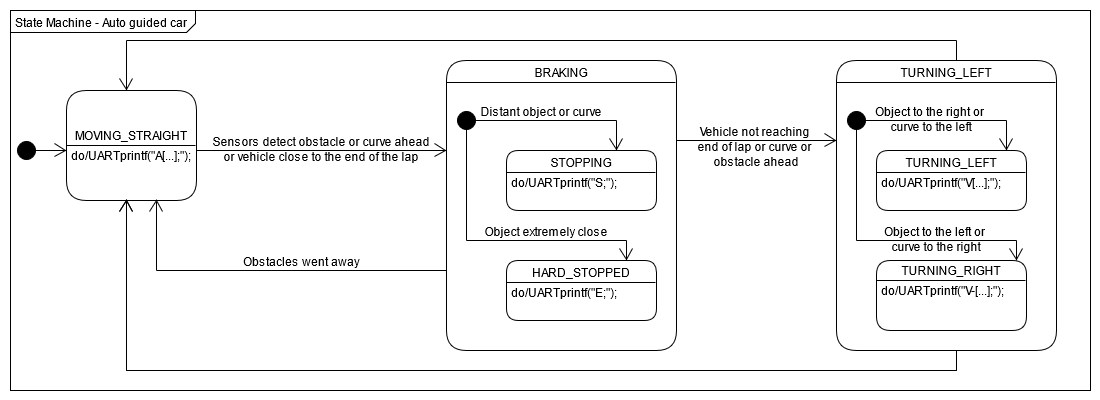 State Machine - Auto guided car
MOVING_STRAIGHT
do/UARTprintf("A[...];");
Sensors detect obstacle or curve ahead
or vehicle close to the end of the lap
Obstacles went away
BRAKING
Distant object or curve
STOPPING
do/UARTprintf("S;");
Object extremely close
HARD_STOPPED
do/UARTprintf("E;");
Vehicle not reaching
end of lap or curve or
obstacle ahead
TURNING_LEFT
Object to the right or
curve to the left
TURNING_LEFT
do/UARTprintf("V[...];");
Object to the left or
curve to the right
TURNING_RIGHT
do/UARTprintf("V-[...];");